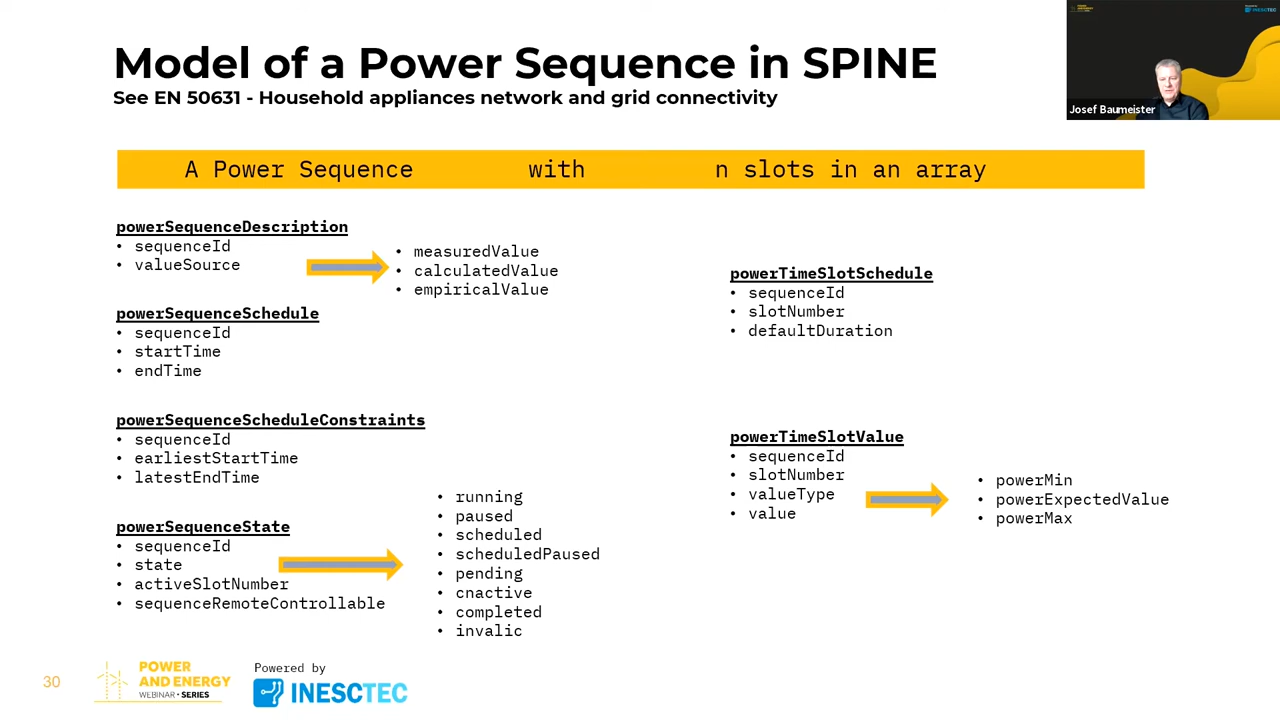 Model of a Power Sequence in SPINE
See EN 50631 - Household appliances network and grid connectivity
Josef Baumeister
A Power Sequence with n slots in an array
powerSequenceDescription
• sequenceId
• valueSource
• measuredValue
• calculatedValue
• empiricalValue
powerSequenceSchedule
• sequenceId
• startTime
• endTime
powerSequenceScheduleConstraints
• sequenceId
• earliestStartTime
• latestEndTime
powerSequenceState
• sequenceId
• state
• activeSlotNumber
• sequenceRemoteControllable
• running
• paused
• scheduled
• scheduledPaused
• pending
• cnactive
• completed
• invalic
powerTimeSlotSchedule
• sequenceId
• slotNumber
• defaultDuration
powerTimeSlotValue
• sequenceId
• slotNumber
• valueType
• value
• powerMin
• powerExpectedValue
• powerMax
30
POWER
AND ENERGY
WEBINAR • SERIES
Powered by
INESCTEC
INESCTEC